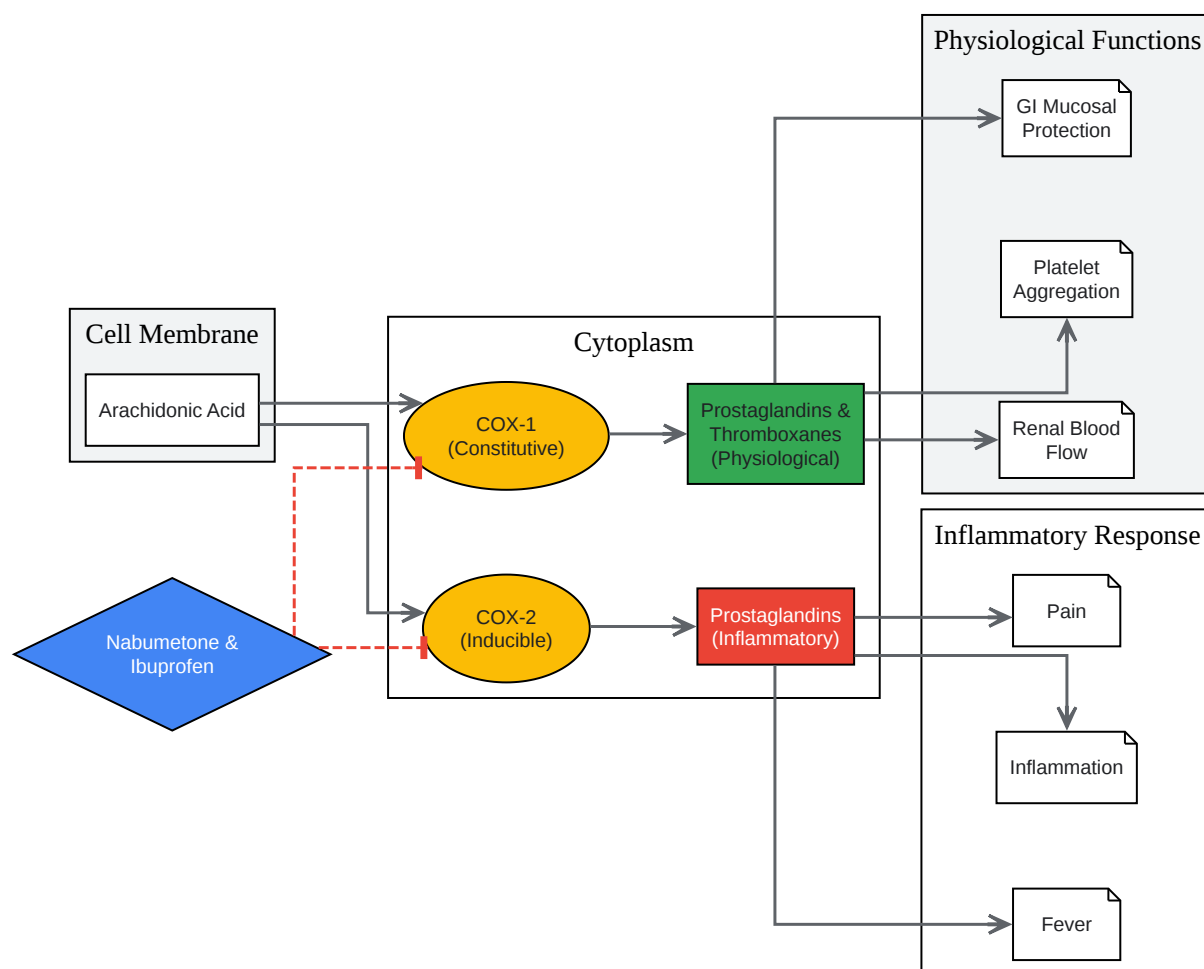 Physiological Functions
GI Mucosal
Protection
Platelet
Aggregation
Renal Blood
Flow
Cell Membrane
Arachidonic Acid
Cytoplasm
COX-1
(Constitutive)
Prostaglandins &
Thromboxanes
(Physiological)
COX-2
(Inducible)
Prostaglandins
(Inflammatory)
Nabumetone &
Ibuprofen
Inflammatory Response
Pain
Inflammation
Fever